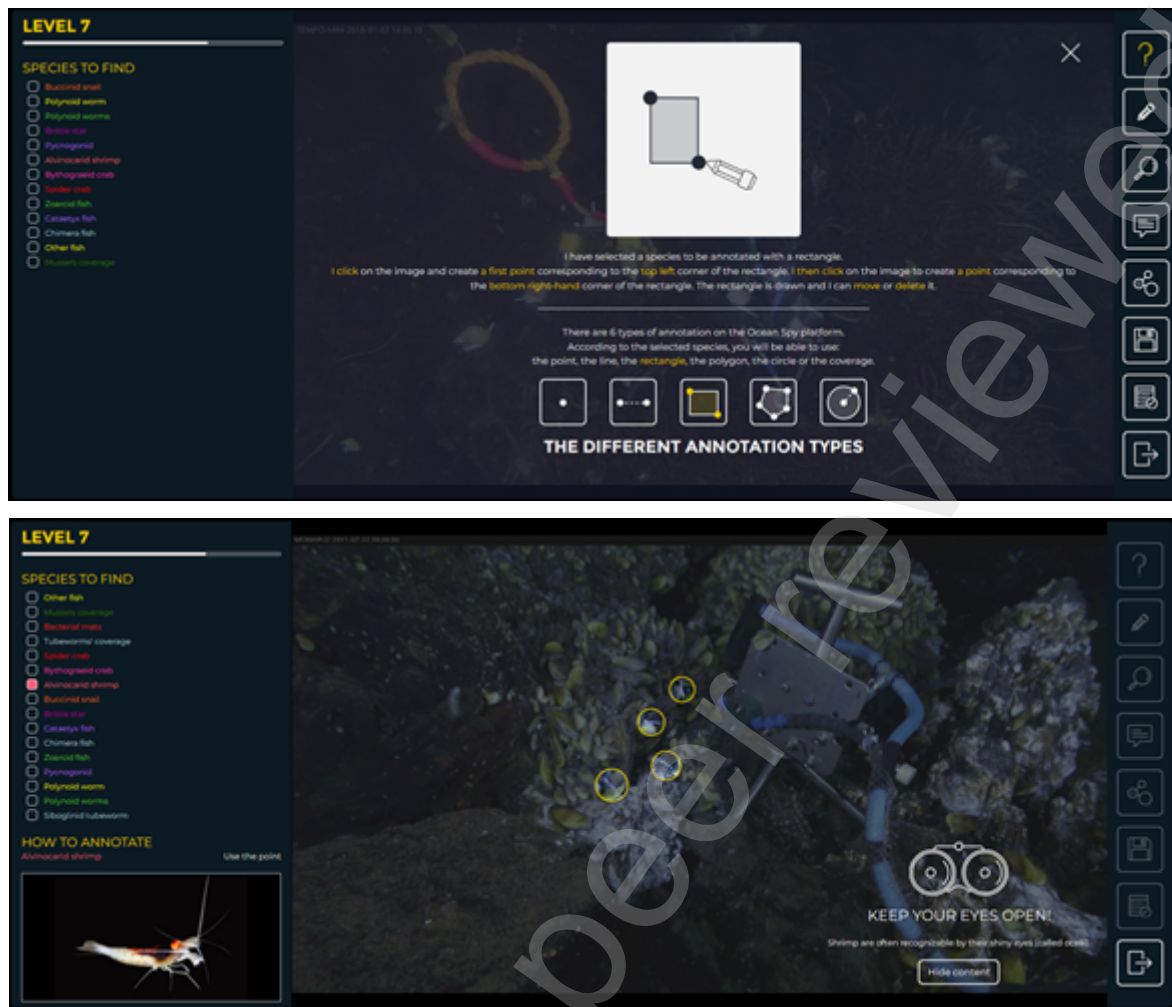 LEVEL 7
SPECIES TO FIND
Buccinid snail
Polynoid worm
Polynoid worms
Brittle star
Pycnogonid
Alvinocarid shrimp
Bythograeid crab
Spider crab
Zoarcid fish
Cataetyx fish
Chimera fish
Other fish
Mussels coverage
I have selected a species to be annotated with a rectangle.
I click on the image and create a first point corresponding to the top left corner of the rectangle. I then click on the image to create a point corresponding to
the bottom right-hand corner of the rectangle. The rectangle is drawn and I can move or delete it.
There are 6 types of annotation on the Ocean Spy platform.
According to the selected species, you will be able to use:
the point, the line, the rectangle, the polygon, the circle or the coverage.
THE DIFFERENT ANNOTATION TYPES
LEVEL 7
SPECIES TO FIND
Other fish
Mussels coverage
Bacterial mats
Tubeworms' coverage
Spider crab
Bythograeid crab
Alvinocarid shrimp
Buccinid snail
Brittle star
Cataetyx fish
Chimera fish
Zoarcid fish
Pycnogonid
Polynoid worm
Polynoid worms
Siboglinid tubeworm
HOW TO ANNOTATE
Alvinocarid shrimp Use the point
KEEP YOUR EYES OPEN!
Shrimp are often recognizable by their shiny eyes (called ocelli).
Hide content
peer review